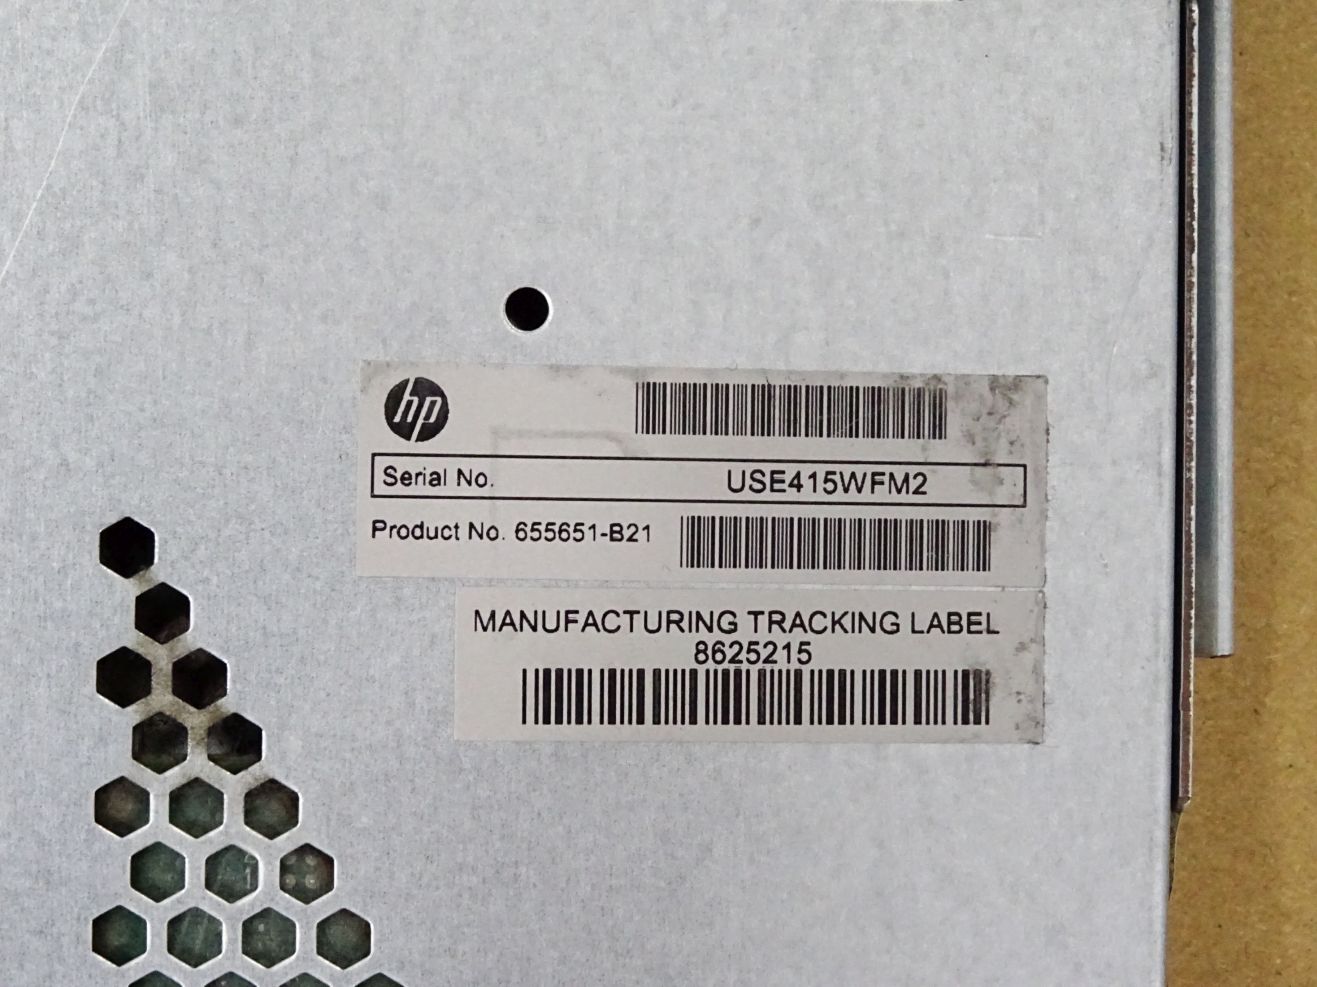 hp
Serial No. USE415WFM2
Product No. 655651-B21
MANUFACTURING TRACKING LABEL
8625215